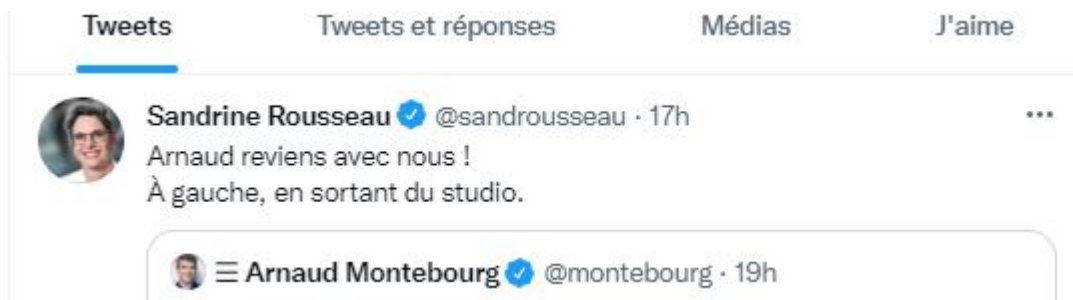 Tweets Tweets et réponses Médias J'aime
Sandrine Rousseau @sandrousseau · 17h
Arnaud reviens avec nous !
À gauche, en sortant du studio.
☰ Arnaud Montebourg @montebourg · 19h